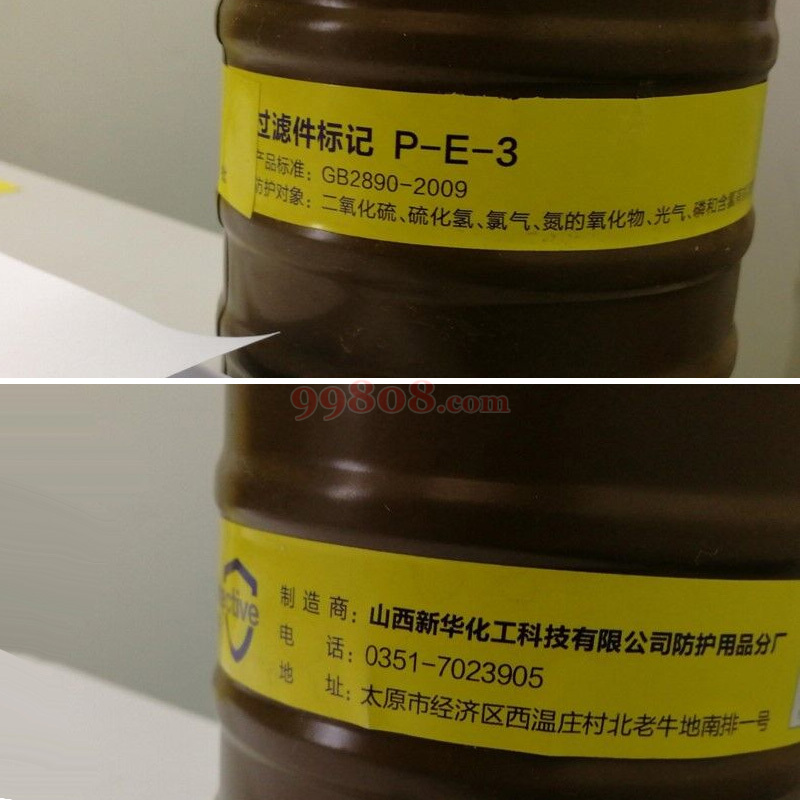 过滤件标记 P-E-3
产品标准：GB2890-2009
防护对象：二氧化硫、硫化氢、氯气、氮的氧化物、光气、磷和含氯
99808.com
ective
制造商：山西新华化工科技有限公司防护用品分厂
电话：0351-7023905
地址：太原市经济区西温庄村北老牛地南排一号